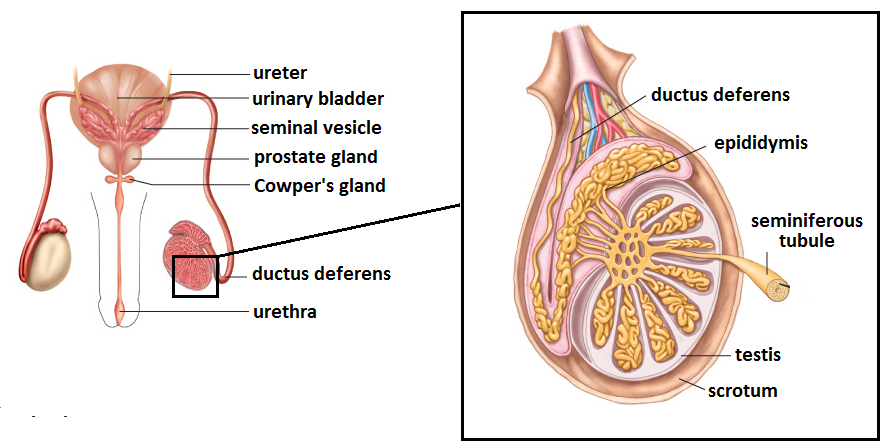 ureter
urinary bladder
seminal vesicle
prostate gland
Cowper's gland
ductus deferens
urethra
ductus deferens
epididymis
seminiferous
tubule
testis
scrotum